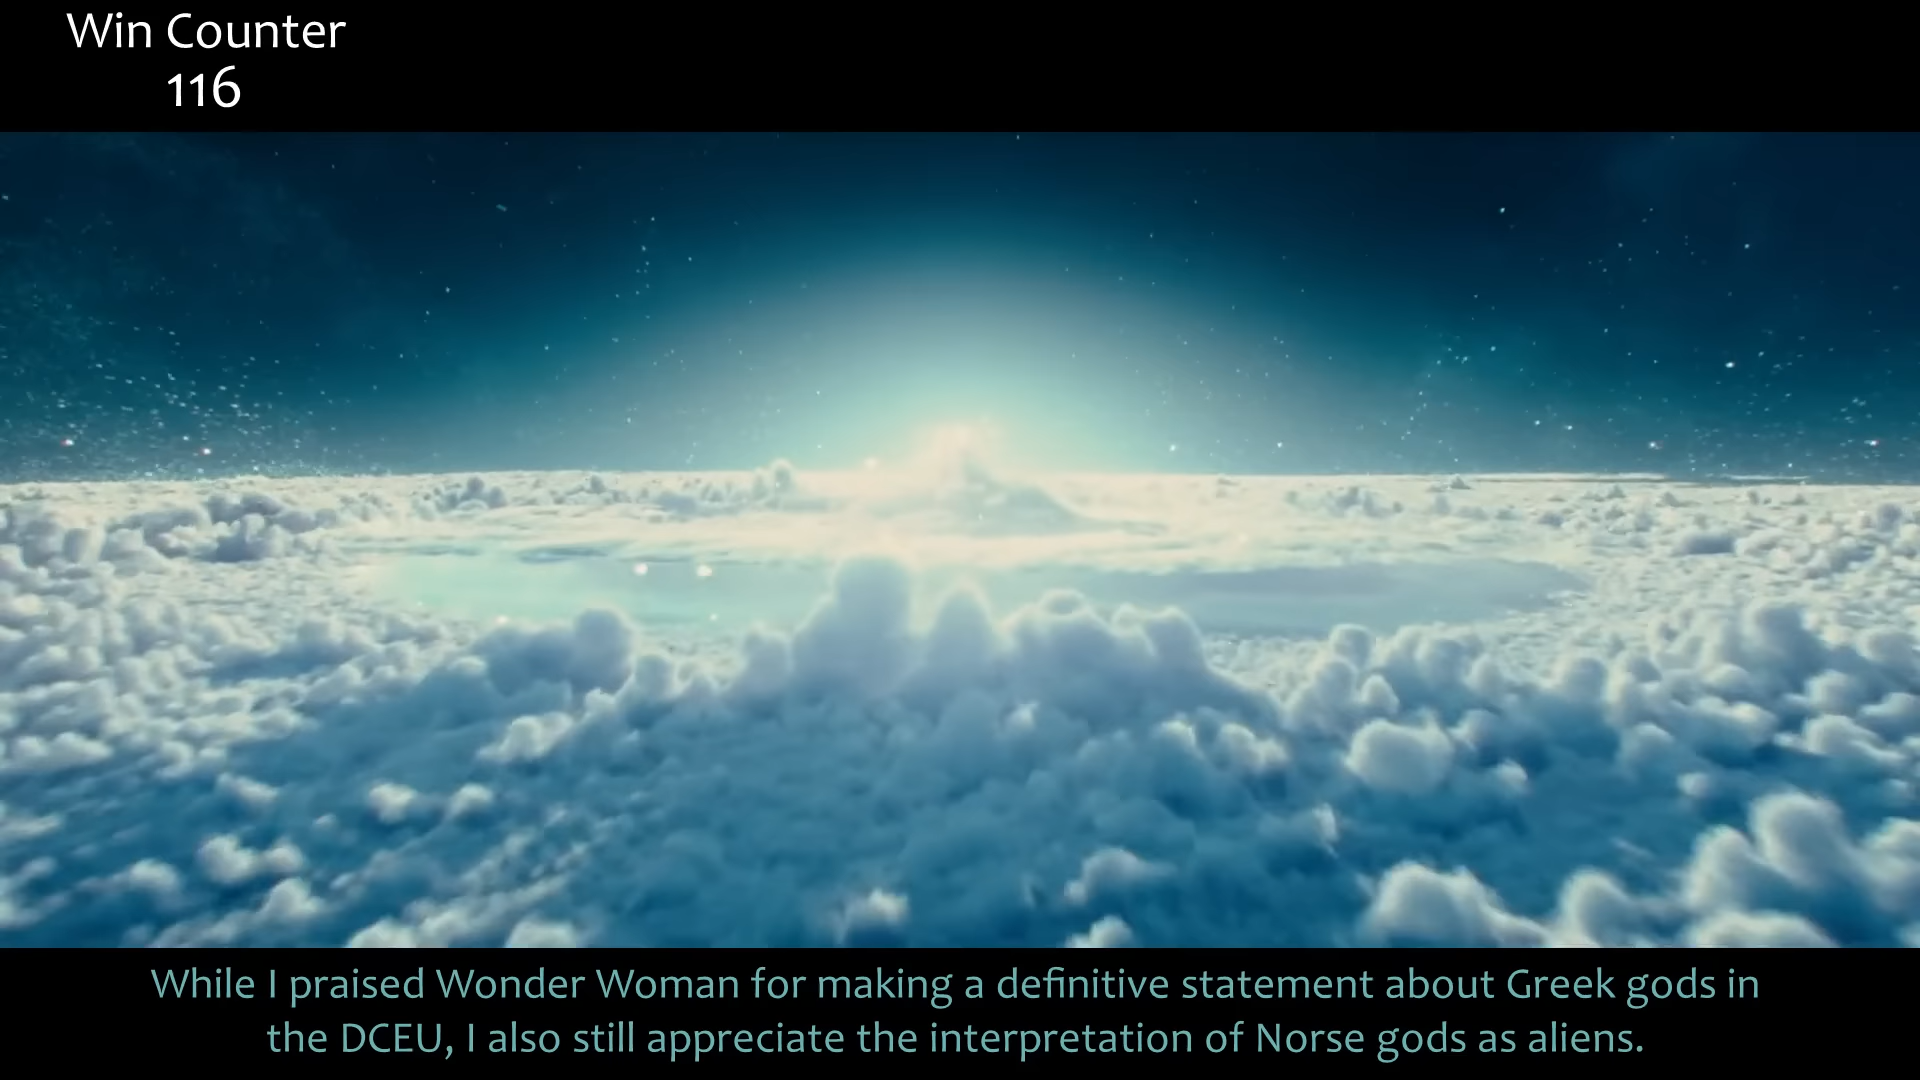 Win Counter
116
While I praised Wonder Woman for making a definitive statement about Greek gods in
the DCEU, I also still appreciate the interpretation of Norse gods as aliens.